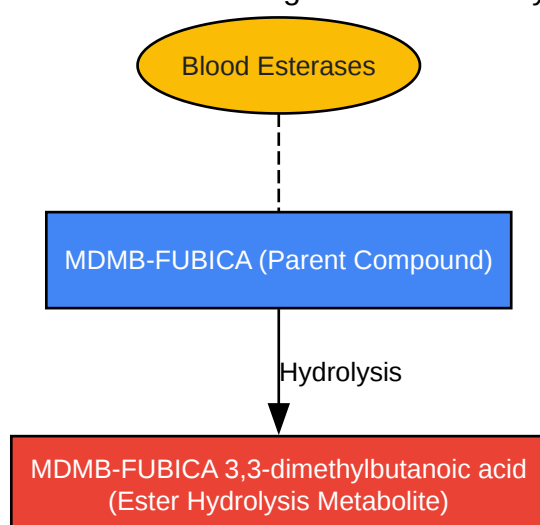 Blood Esterases
MDMB-FUBICA (Parent Compound)
Hydrolysis
MDMB-FUBICA 3,3-dimethylbutanoic acid
(Ester Hydrolysis Metabolite)